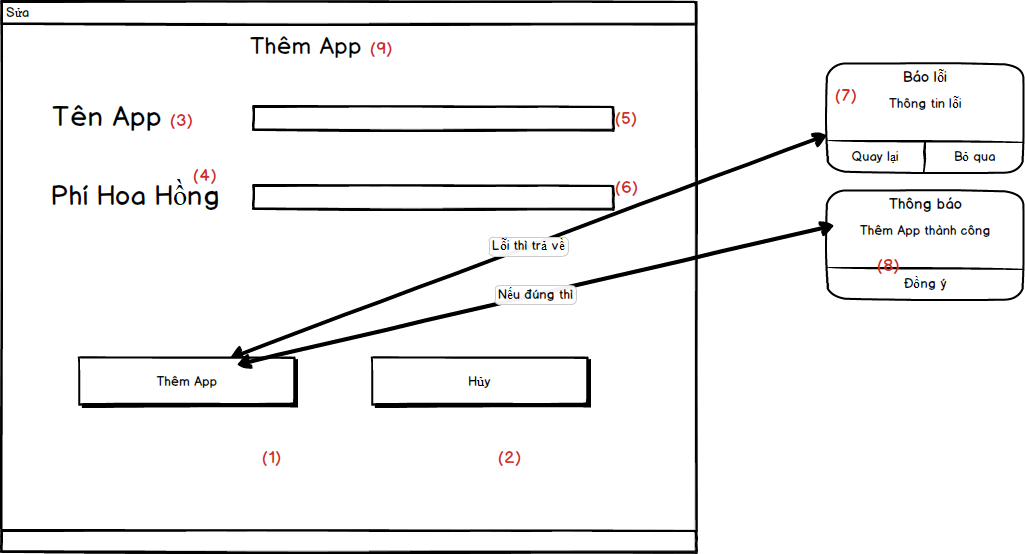 Sửa
Thêm App (9)
Tên App (3)
(5)
(4)
Phí Hoa Hồng
(6)
Lỗi thì trả về
Nếu đúng thì
Thêm App
Hủy
(1)
(2)
Báo lỗi
(7)
Thông tin lỗi
Quay lại
Bỏ qua
Thông báo
Thêm App thành công
(8)
Đồng ý